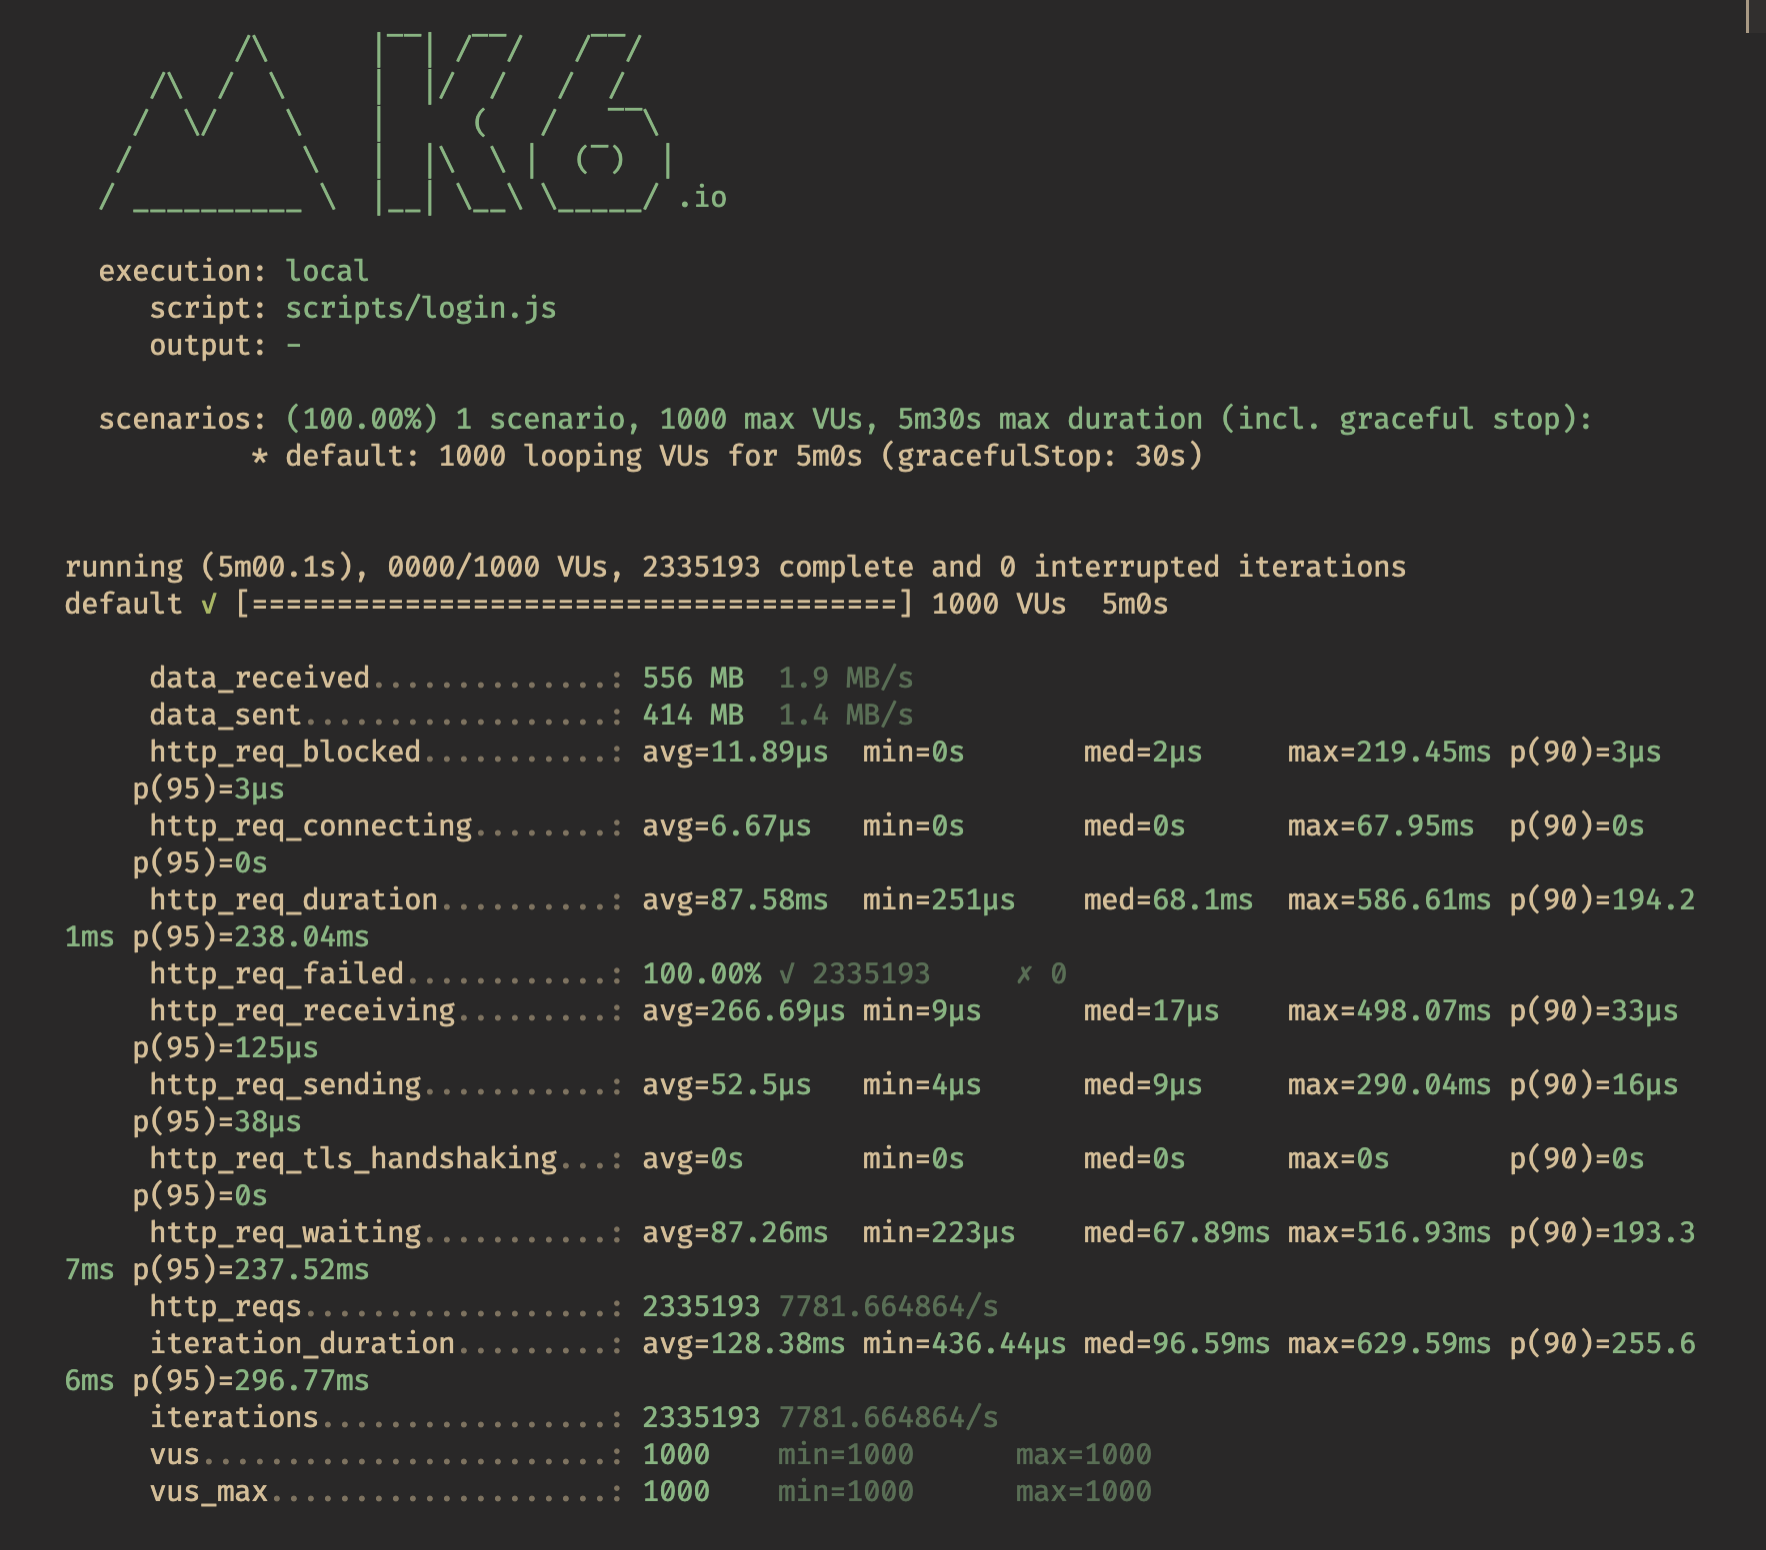 /\      |‾‾| /‾‾/   /‾‾/
     /\  /  \     |  |/  /   /  /
    /  \/    \    |     (   /   ‾‾\
   /          \   |  |\  \ |  (‾)  |
  / __________ \  |__| \__\ \_____/ .io

  execution: local
     script: scripts/login.js
     output: -

  scenarios: (100.00%) 1 scenario, 1000 max VUs, 5m30s max duration (incl. graceful stop):
           * default: 1000 looping VUs for 5m0s (gracefulStop: 30s)


running (5m00.1s), 0000/1000 VUs, 2335193 complete and 0 interrupted iterations
default ✓ [======================================] 1000 VUs  5m0s

     data_received..............: 556 MB  1.9 MB/s
     data_sent..................: 414 MB  1.4 MB/s
     http_req_blocked...........: avg=11.89µs  min=0s       med=2µs     max=219.45ms p(90)=3µs
    p(95)=3µs
     http_req_connecting........: avg=6.67µs   min=0s       med=0s      max=67.95ms  p(90)=0s
    p(95)=0s
     http_req_duration..........: avg=87.58ms  min=251µs    med=68.1ms  max=586.61ms p(90)=194.2
1ms p(95)=238.04ms
     http_req_failed............: 100.00% ✓ 2335193     ✗ 0
     http_req_receiving.........: avg=266.69µs min=9µs      med=17µs    max=498.07ms p(90)=33µs
    p(95)=125µs
     http_req_sending...........: avg=52.5µs   min=4µs      med=9µs     max=290.04ms p(90)=16µs
    p(95)=38µs
     http_req_tls_handshaking...: avg=0s       min=0s       med=0s      max=0s       p(90)=0s
    p(95)=0s
     http_req_waiting...........: avg=87.26ms  min=223µs    med=67.89ms max=516.93ms p(90)=193.3
7ms p(95)=237.52ms
     http_reqs..................: 2335193 7781.664864/s
     iteration_duration.........: avg=128.38ms min=436.44µs med=96.59ms max=629.59ms p(90)=255.6
6ms p(95)=296.77ms
     iterations.................: 2335193 7781.664864/s
     vus........................: 1000    min=1000      max=1000
     vus_max....................: 1000    min=1000      max=1000